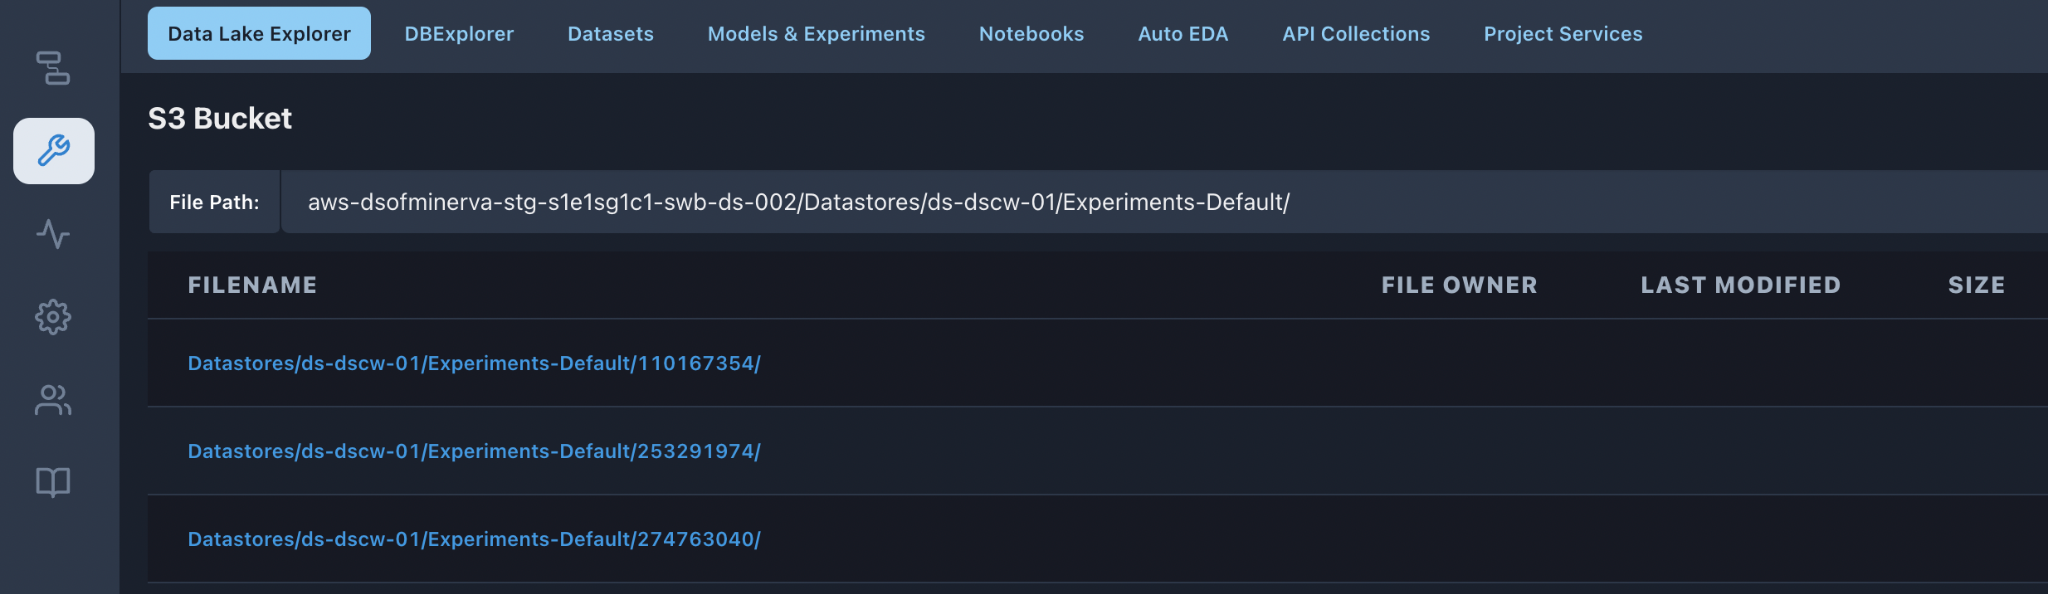 Data Lake Explorer DBExplorer Datasets Models & Experiments Notebooks Auto EDA API Collections Project Services
S3 Bucket
File Path: aws-dsofminerva-stg-s1e1sg1c1-swb-ds-002/Datastores/ds-dscw-01/Experiments-Default/
FILENAME FILE OWNER LAST MODIFIED SIZE
Datastores/ds-dscw-01/Experiments-Default/110167354/
Datastores/ds-dscw-01/Experiments-Default/253291974/
Datastores/ds-dscw-01/Experiments-Default/274763040/